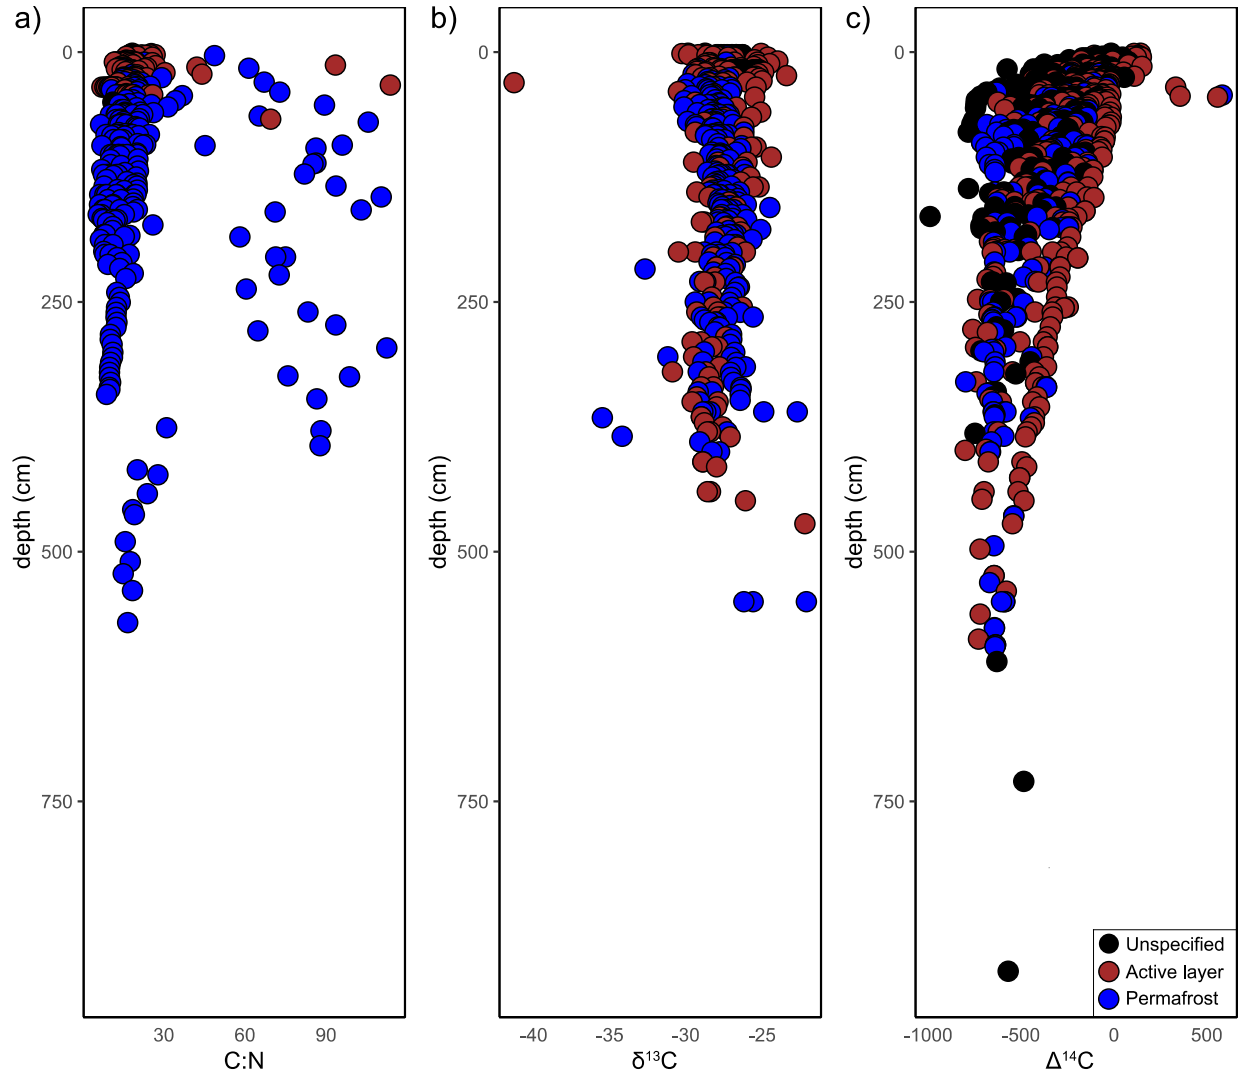 a)
b)
c)
0
250
500
750
depth (cm)
30
60
90
C:N
0
250
500
750
depth (cm)
-40
-35
-30
-25
δ¹³C
0
250
500
750
depth (cm)
-1000
-500
0
500
Δ¹⁴C
Unspecified
Active layer
Permafrost